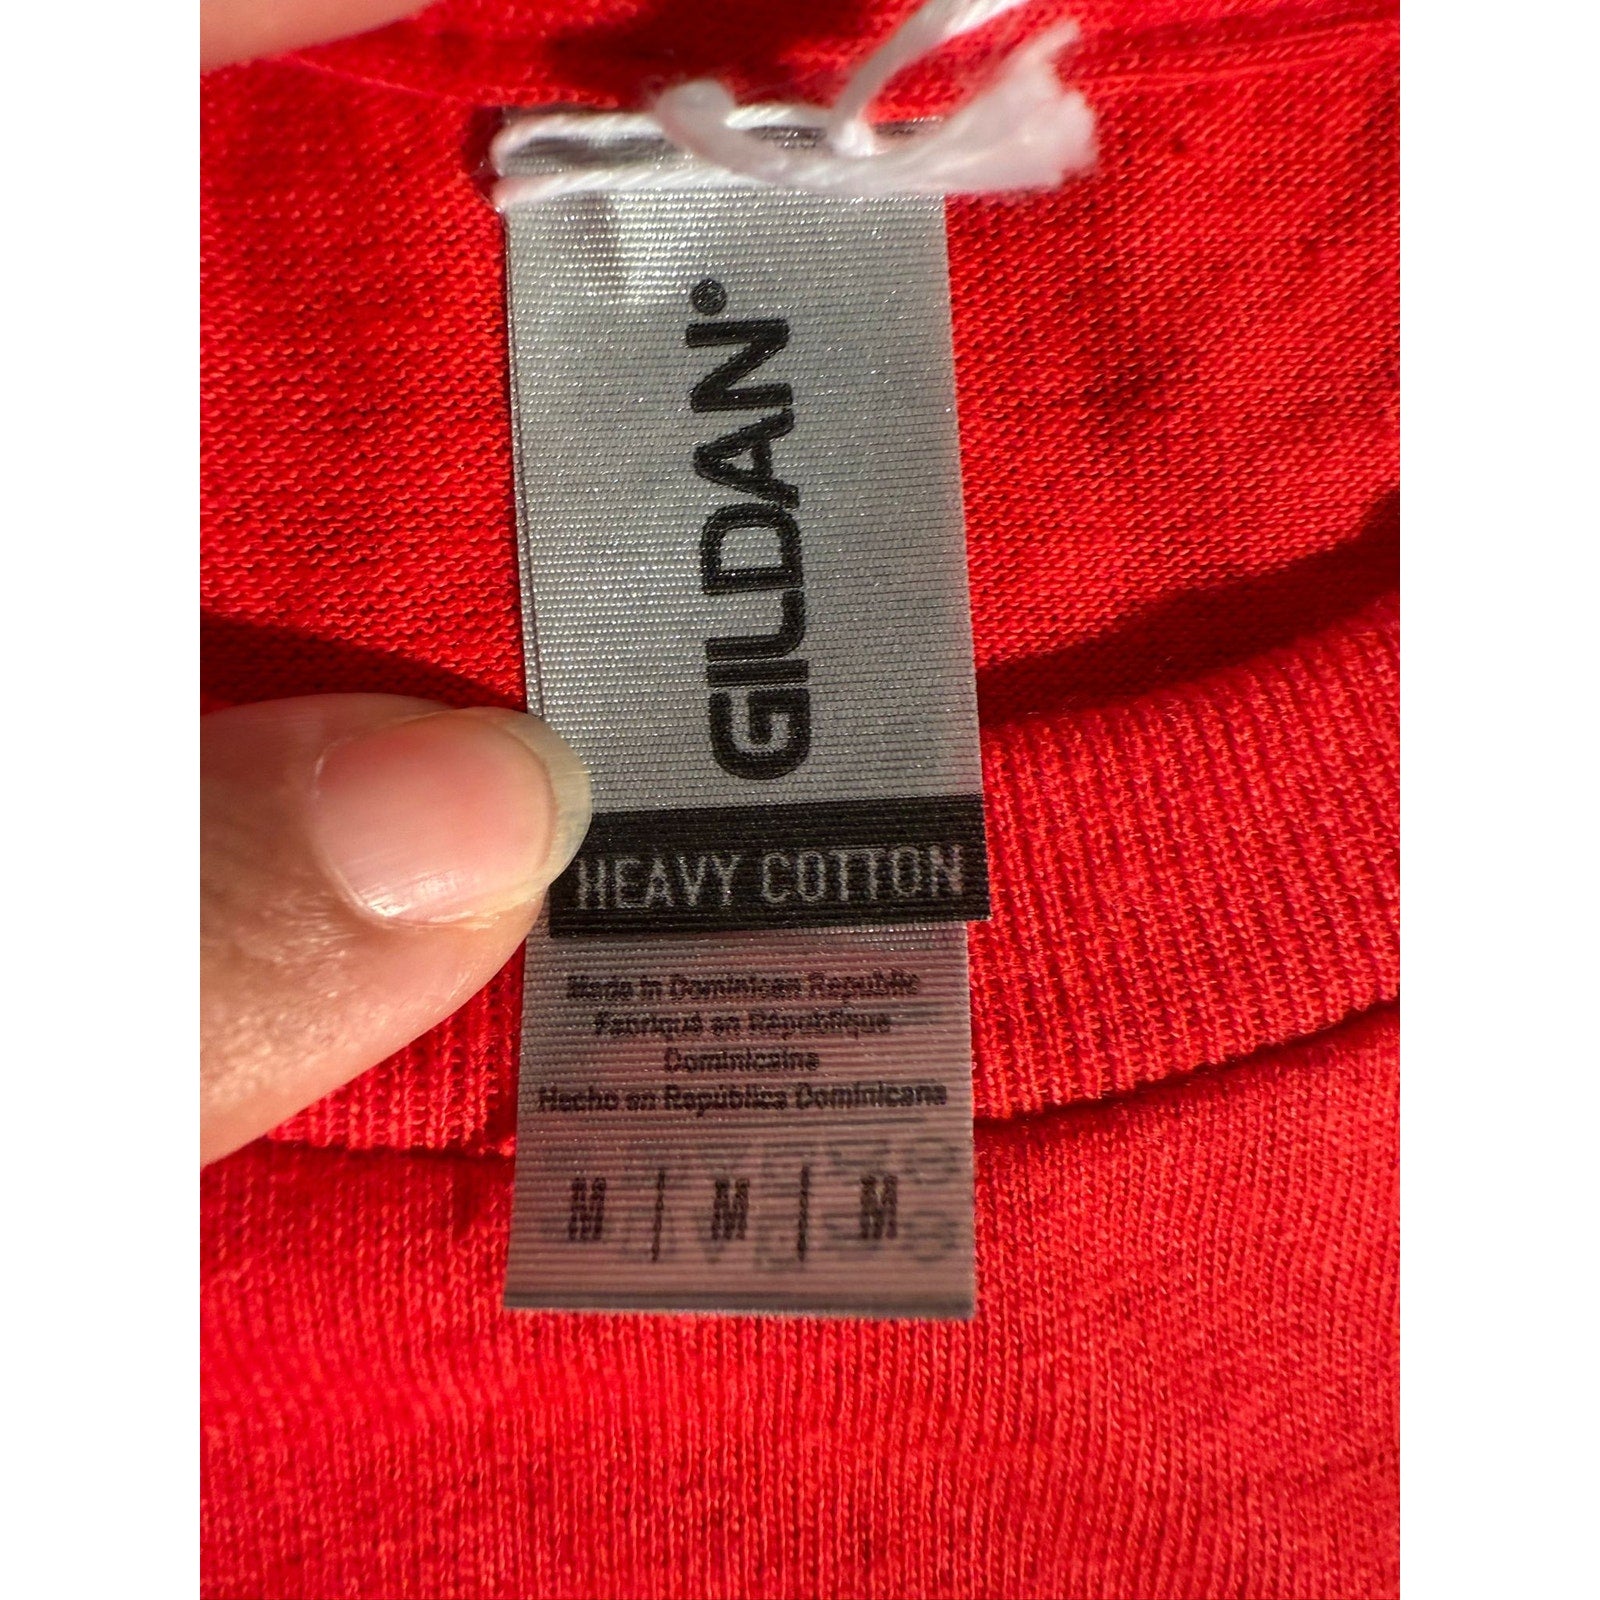 GILDAN®
HEAVY COTTON
Made in Dominican Republic
Fabriqué en République
Dominicaine
Hecho en República Dominicana
M | M | M